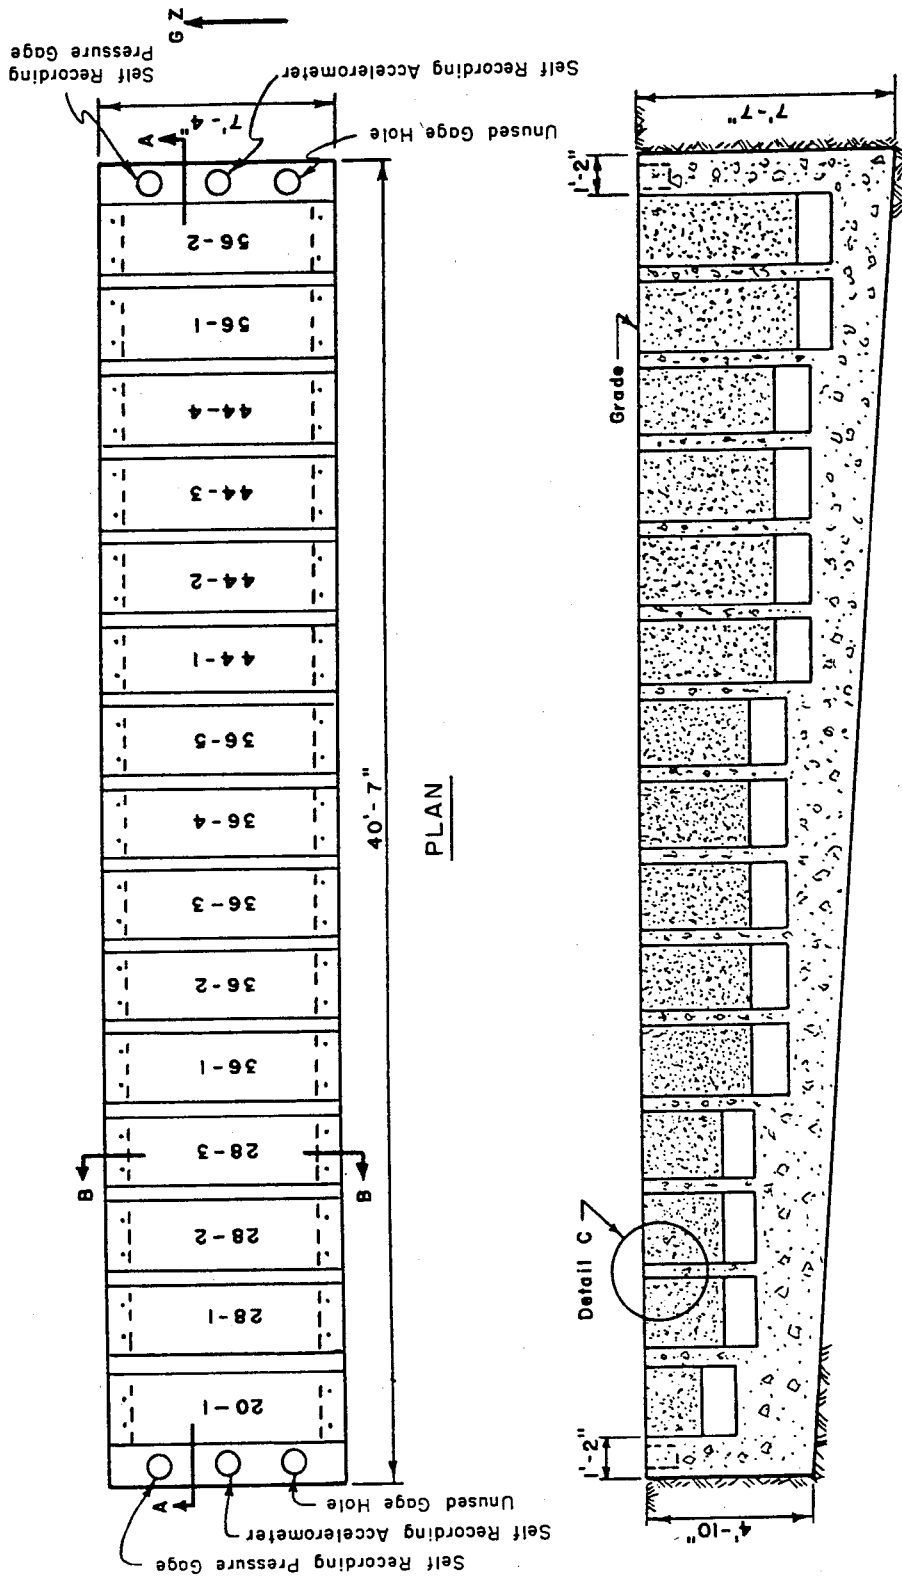 G Z
Self Recording
Pressure Gage
Self Recording Accelerometer
Unused Gage Hole
A
7'-4"
56-2
56-1
44-4
44-3
44-2
44-1
36-5
36-4
36-3
36-2
36-1
28-3
28-2
28-1
20-1
B
B
A
40'-7"
PLAN
Unused Gage Hole
Self Recording Accelerometer
Self Recording Pressure Gage
7'-7"
1'-2"
Grade
Detail C
1'-2"
4'-10"